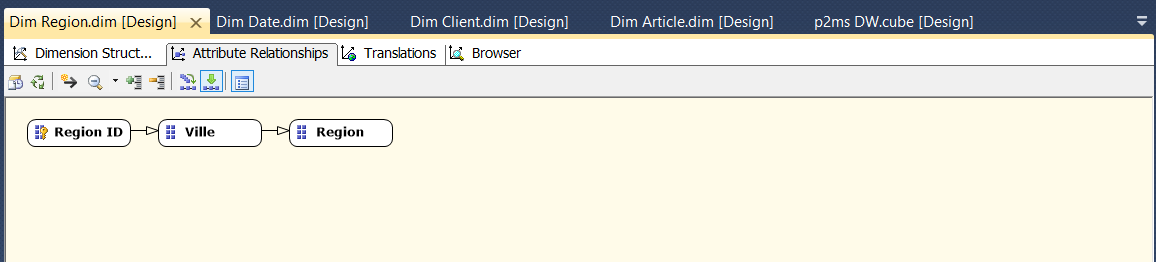 Dim Region.dim [Design] Dim Date.dim [Design] Dim Client.dim [Design] Dim Article.dim [Design] p2ms DW.cube [Design]
Dimension Struct... Attribute Relationships Translations Browser
Region ID Ville Region